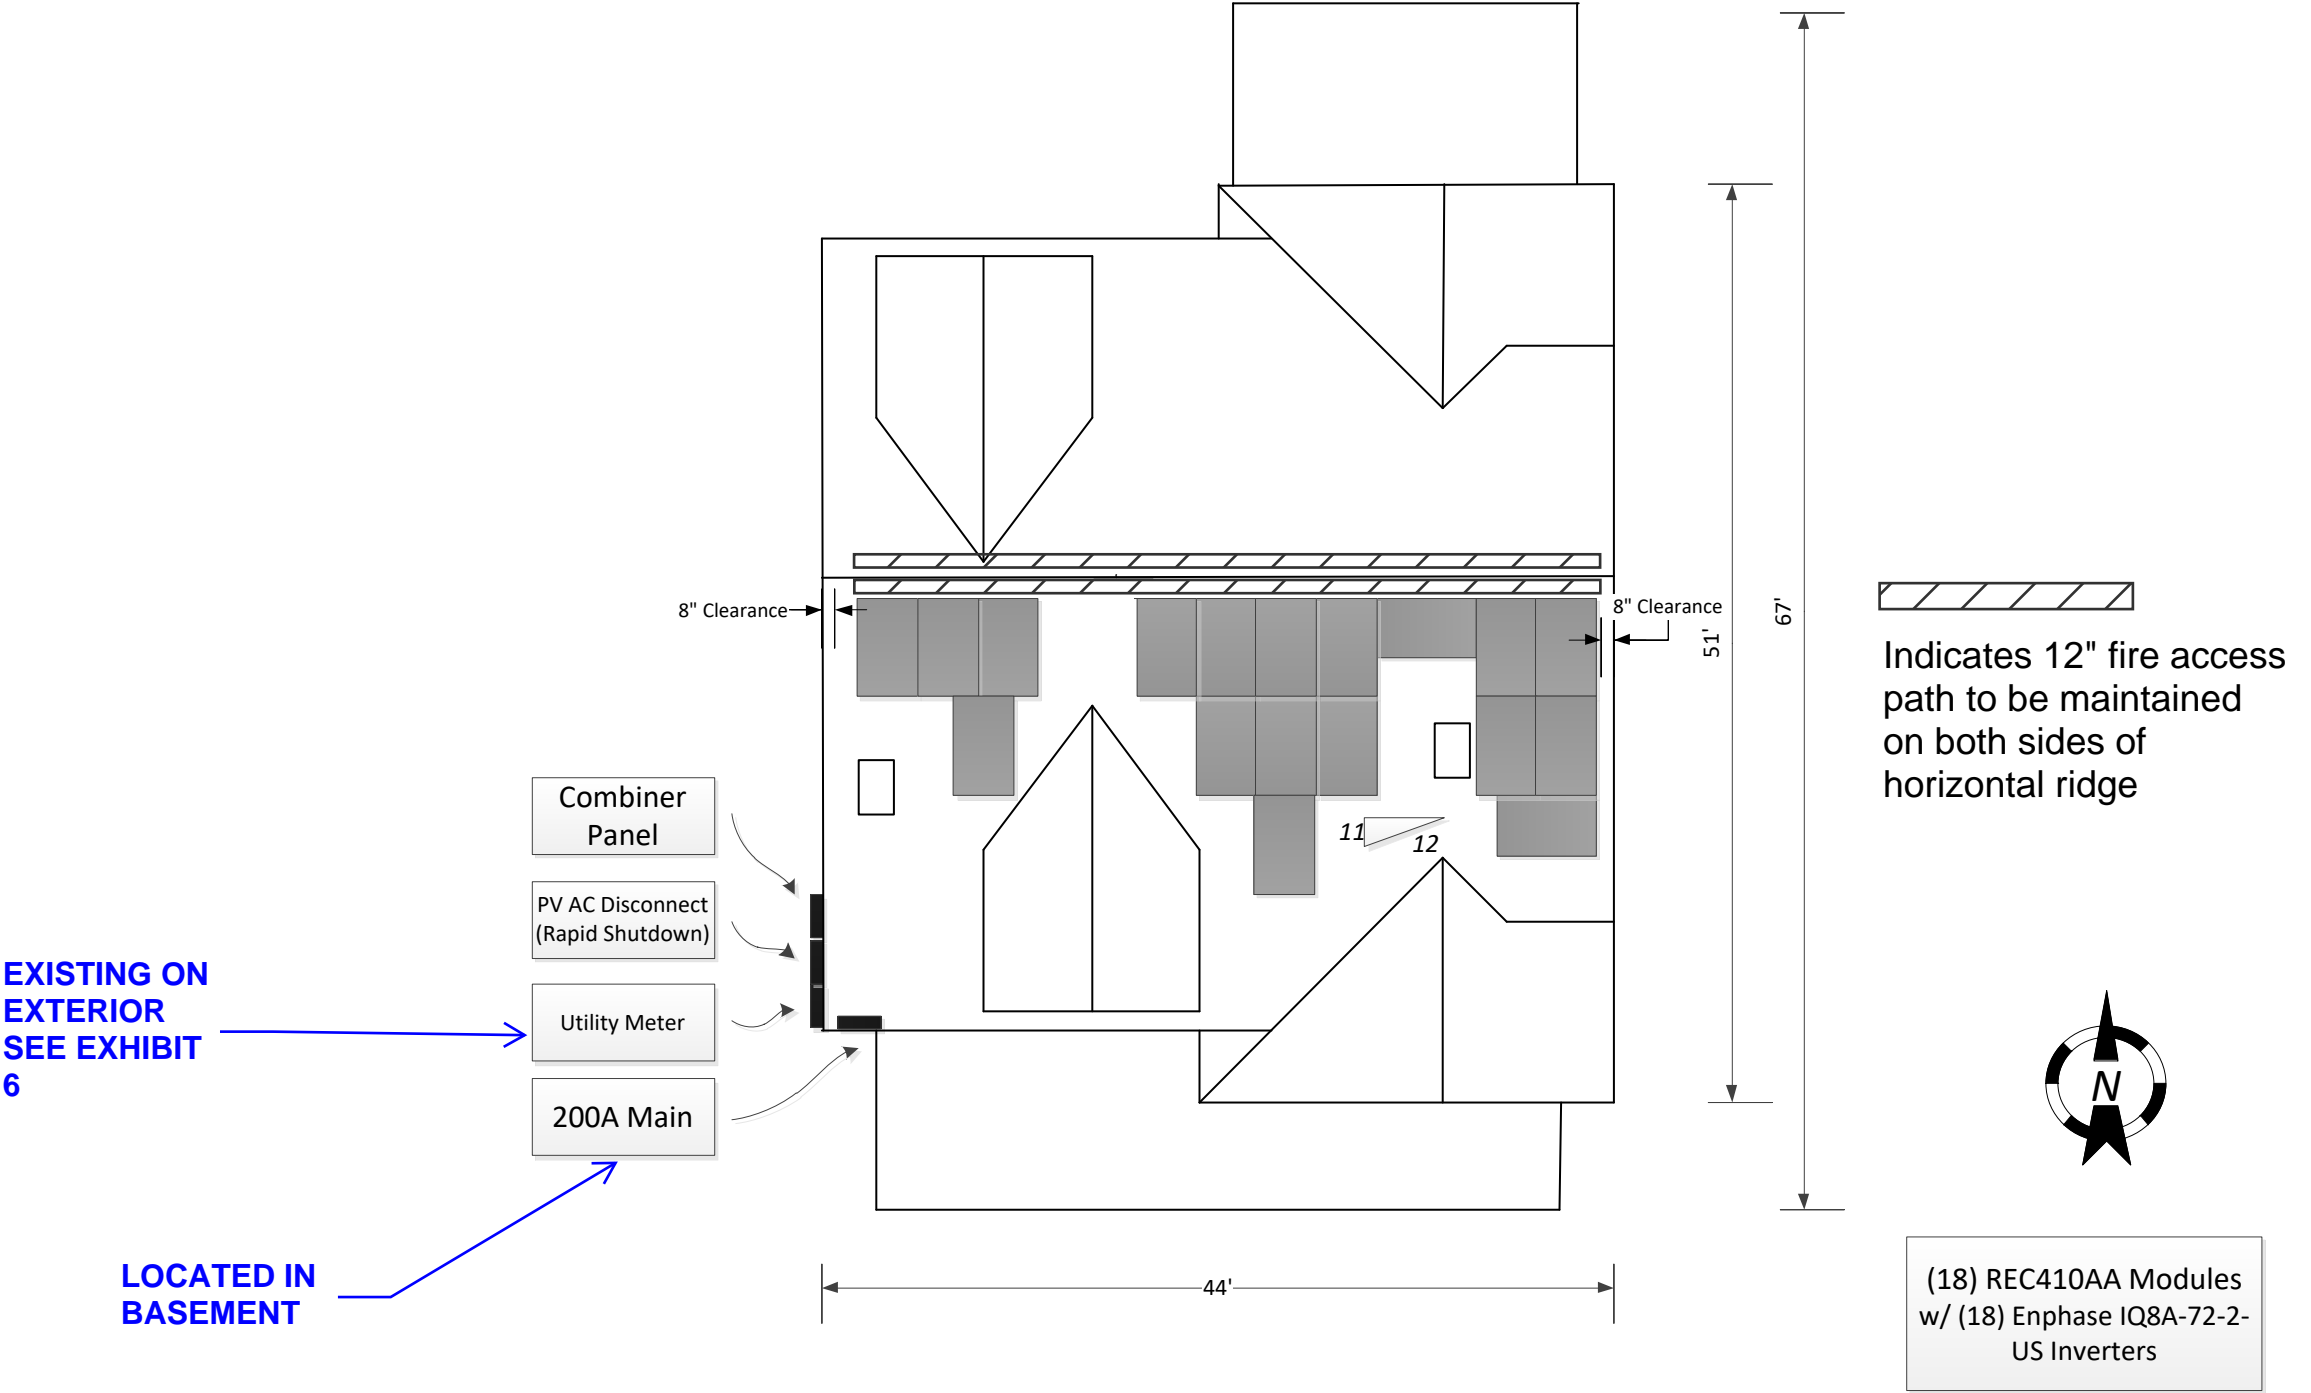 8" Clearance
8" Clearance
51'
67'
Indicates 12" fire access
path to be maintained
on both sides of
horizontal ridge
Combiner
Panel
11
12
PV AC Disconnect
(Rapid Shutdown)
EXISTING ON
EXTERIOR
SEE EXHIBIT
6
Utility Meter
200A Main
N
LOCATED IN
BASEMENT
44'
(18) REC410AA Modules
w/ (18) Enphase IQ8A-72-2-
US Inverters